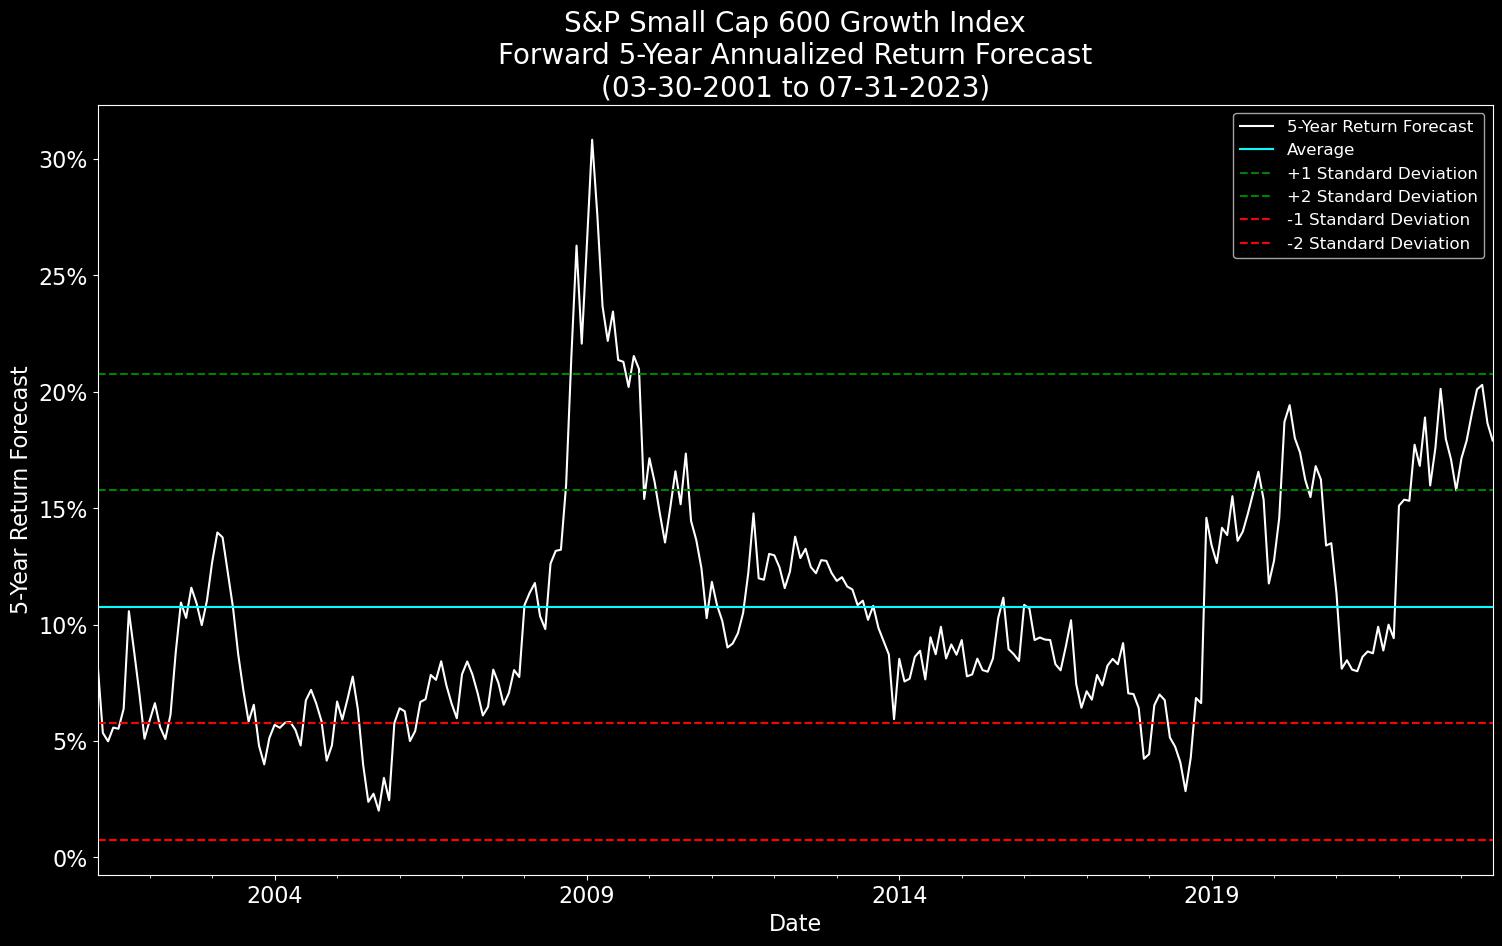 S&P Small Cap 600 Growth Index
Forward 5-Year Annualized Return Forecast
(03-30-2001 to 07-31-2023)
5-Year Return Forecast
Average
+1 Standard Deviation
+2 Standard Deviation
-1 Standard Deviation
-2 Standard Deviation
5-Year Return Forecast
30%
25%
20%
15%
10%
5%
0%
2004 2009 2014 2019
Date